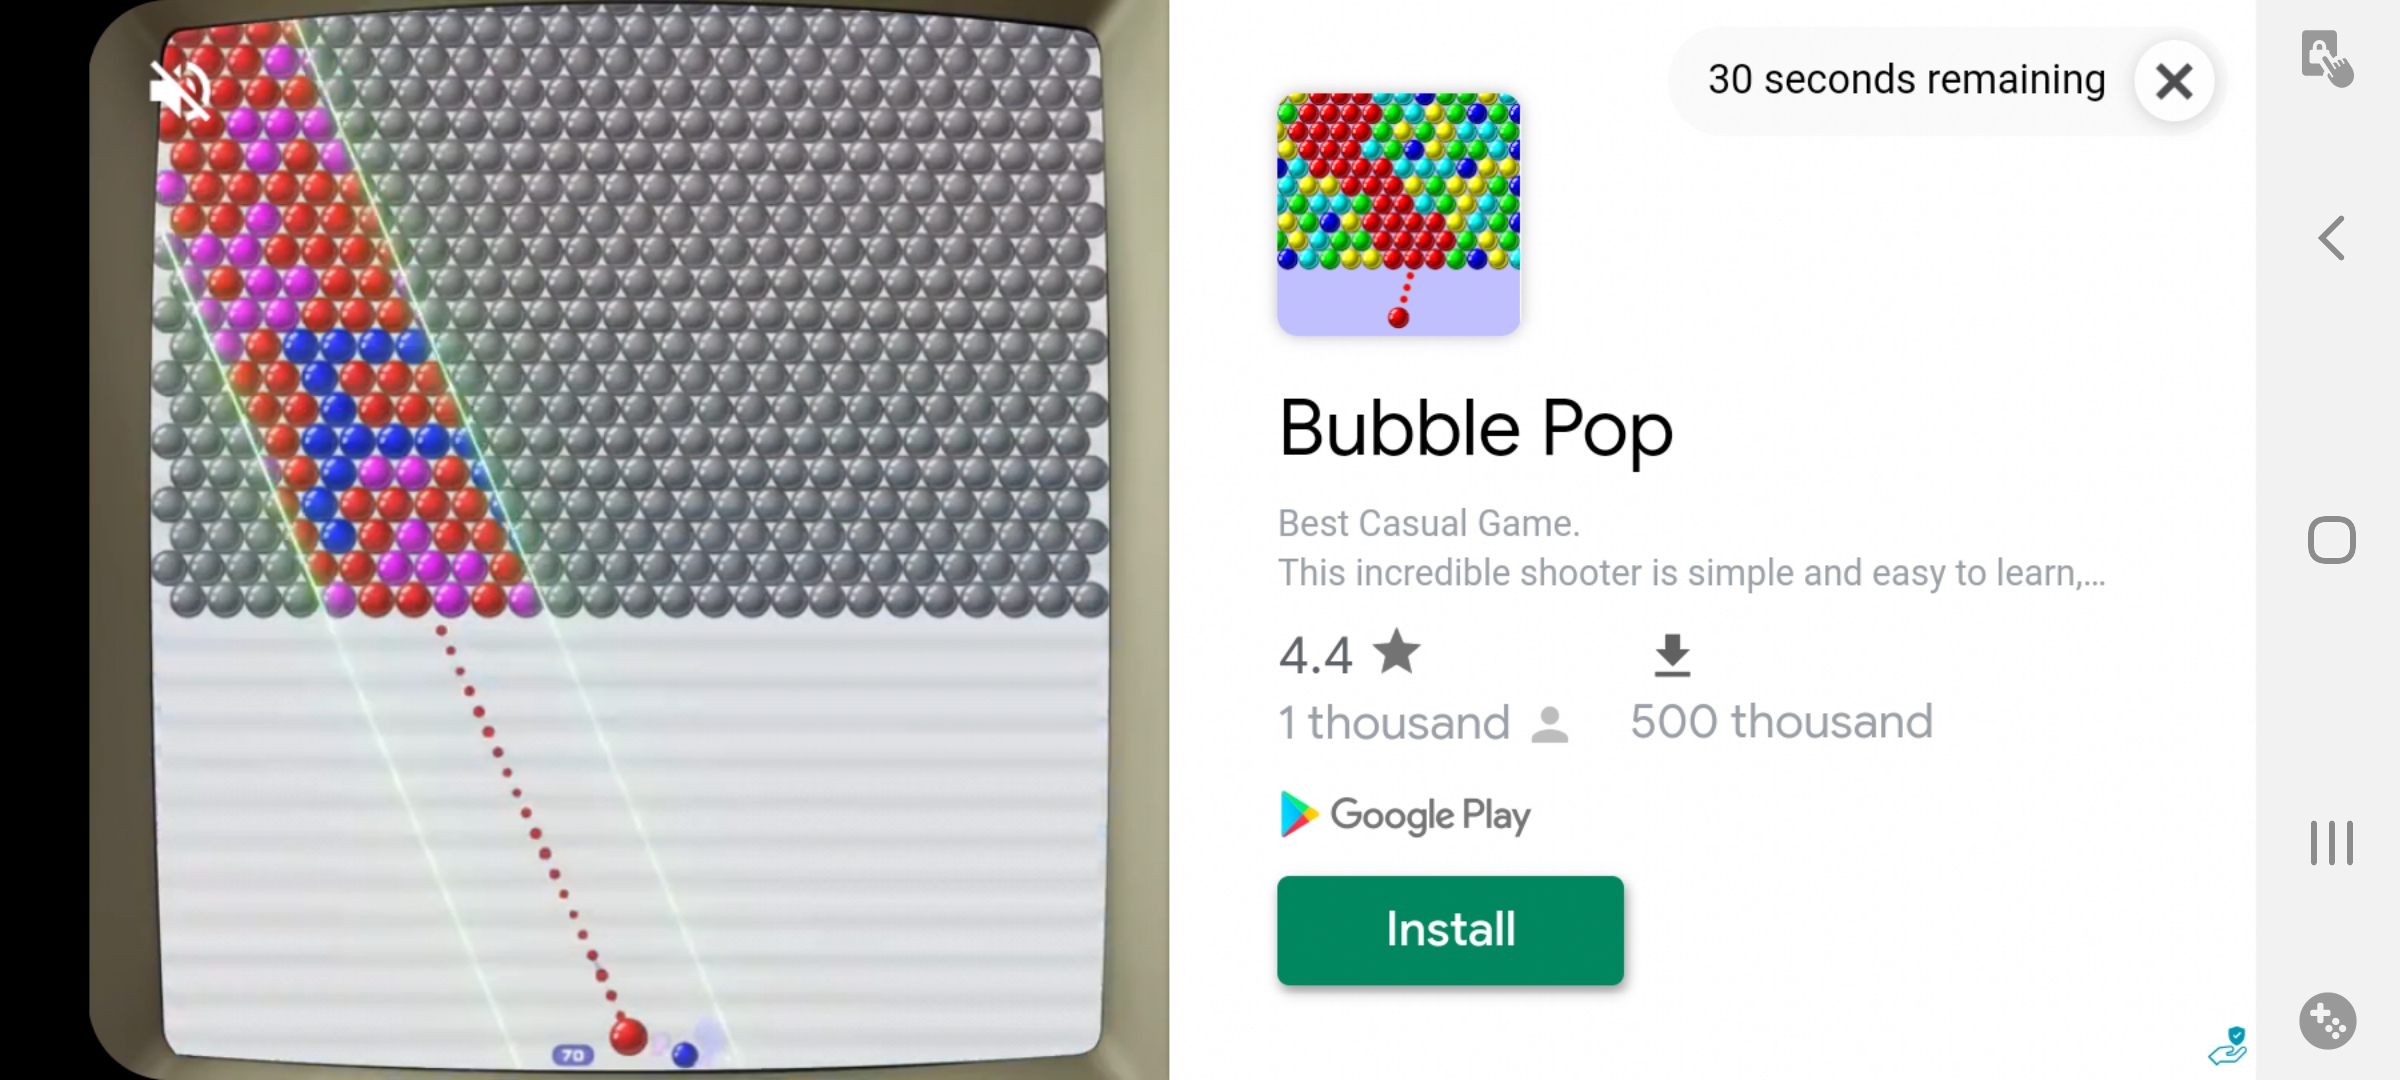 30 seconds remaining
Bubble Pop
Best Casual Game.
This incredible shooter is simple and easy to learn,...
4.4
1 thousand
500 thousand
Google Play
Install
70